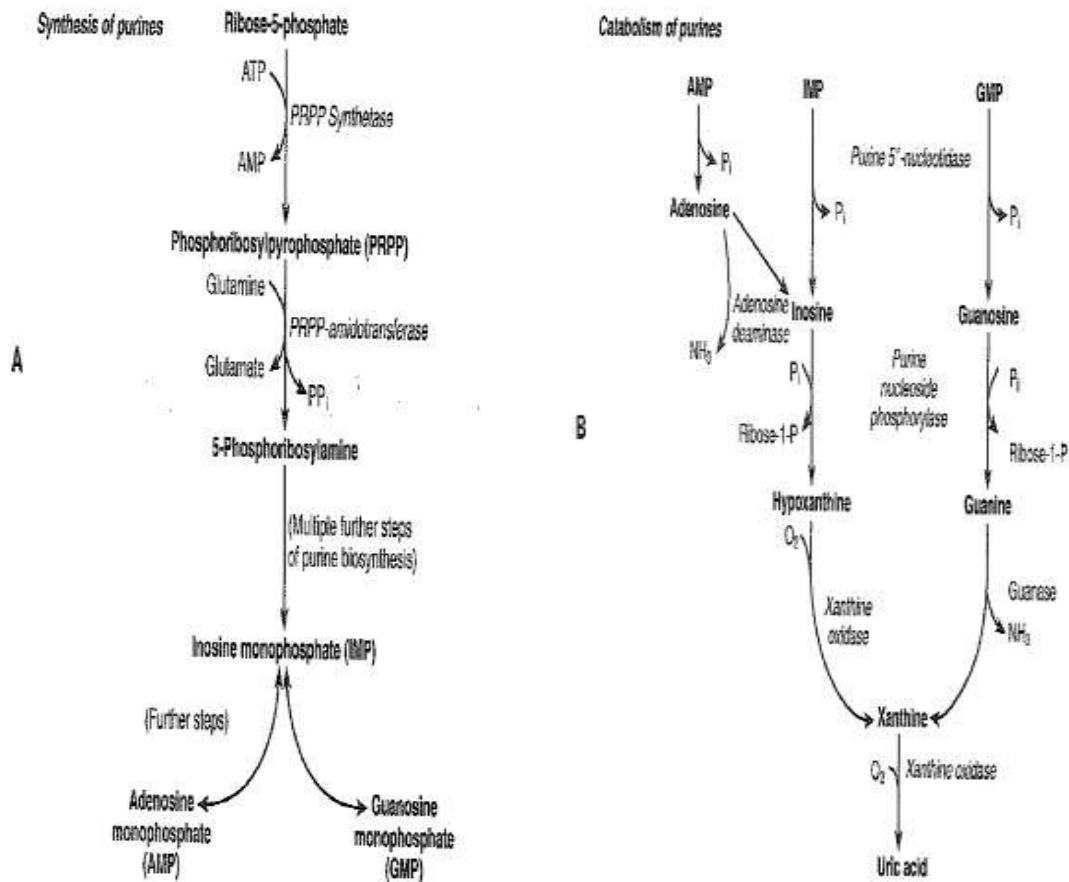 Synthesis of purines
Ribose-5-phosphate
ATP
PRPP Synthetase
AMP
Phosphoribosylpyrophosphate (PRPP)
Glutamine
PRPP-amidotransferase
Glutamate
PPi
5-Phosphoribosylamine
(Multiple further steps
of purine biosynthesis)
Inosine monophosphate (IMP)
(Further steps)
Adenosine
monophosphate
(AMP)
Guanosine
monophosphate
(GMP)
A
Catabolism of purines
AMP
IMP
GMP
Purine 5'-nucleotidase
Pi
Pi
Pi
Adenosine
Adenosine
deaminase
NH3
Inosine
Guanosine
Pi
Purine
nucleoside
phosphorylase
Pi
Ribose-1-P
Ribose-1-P
B
Hypoxanthine
Guanine
O2
Xanthine
oxidase
Guanase
NH3
Xanthine
O2
Xanthine oxidase
Uric acid